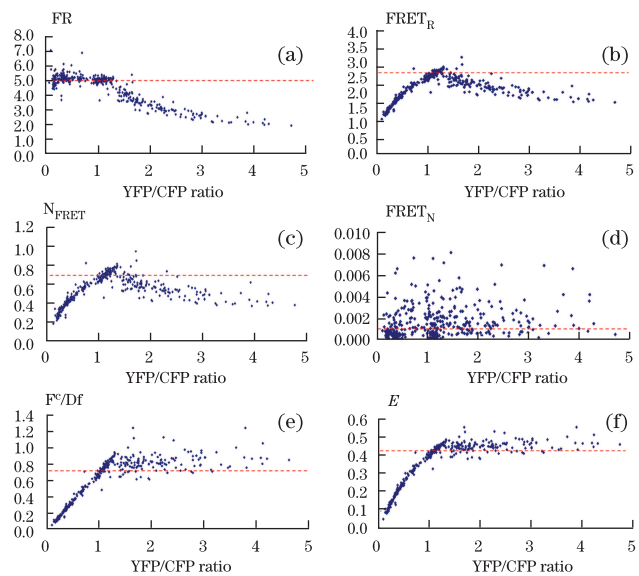 FR
8.0
7.0
6.0
5.0
4.0
3.0
2.0
1.0
0.0
(a)
0 1 2 3 4 5
YFP/CFP ratio
FRET_R
4.0
3.0
2.5
2.0
1.5
1.0
0.5
0.0
(b)
0 1 2 3 4 5
YFP/CFP ratio
N_FRET
1.2
1.0
0.8
0.6
0.4
0.2
0.0
(c)
0 1 2 3 4 5
YFP/CFP ratio
FRET_N
0.010
0.008
0.006
0.004
0.002
0.000
(d)
0 1 2 3 4 5
YFP/CFP ratio
F^c/Df
1.4
1.2
1.0
0.8
0.6
0.4
0.2
0.0
(e)
0 1 2 3 4 5
YFP/CFP ratio
E
0.6
0.5
0.4
0.3
0.2
0.1
0.0
(f)
0 1 2 3 4 5
YFP/CFP ratio